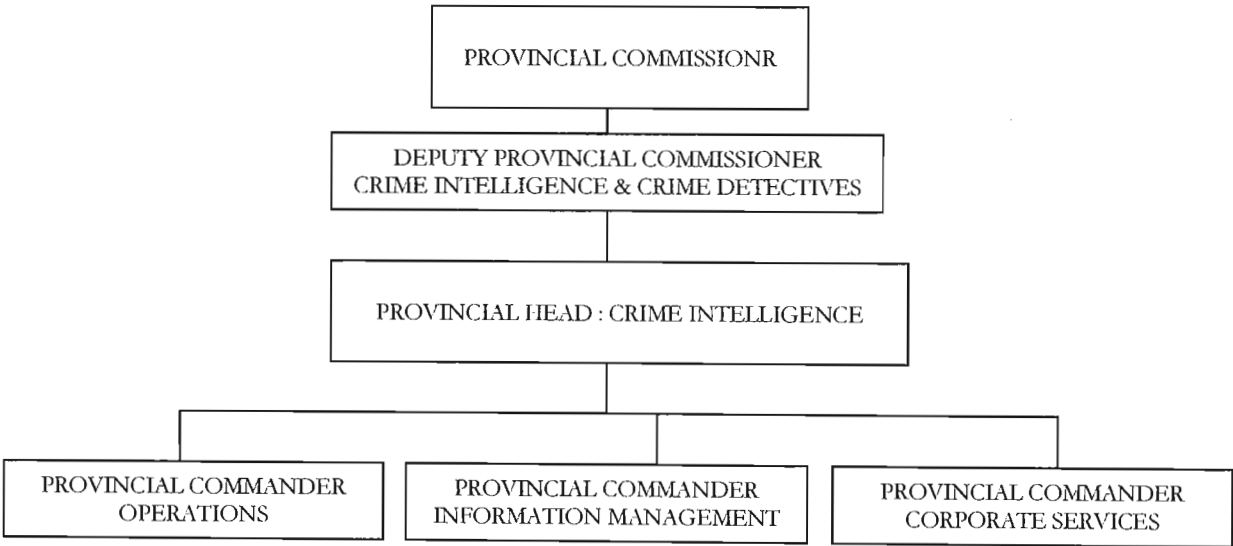 PROVINCIAL COMMISSIONR
DEPUTY PROVINCIAL COMMISSIONER
CRIME INTELLIGENCE & CRIME DETECTIVES
PROVINCIAL HEAD : CRIME INTELLIGENCE
PROVINCIAL COMMANDER
OPERATIONS
PROVINCIAL COMMANDER
INFORMATION MANAGEMENT
PROVINCIAL COMMANDER
CORPORATE SERVICES